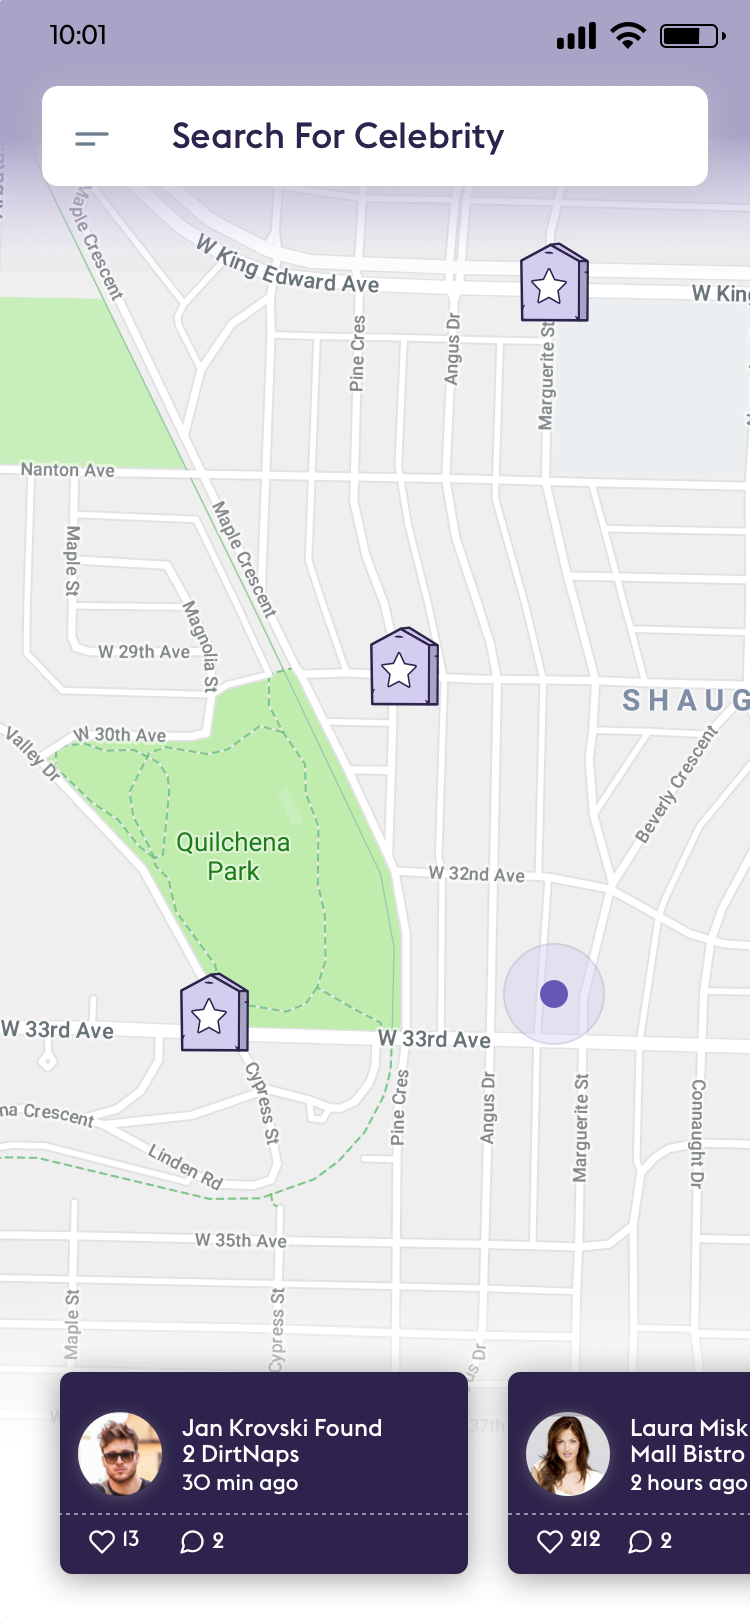 10:01
Search For Celebrity
Maple Crescent
W King Edward Ave
W King
Pine Cres
Angus Dr
Marguerite St
Nanton Ave
Maple Crescent
Maple St
Magnolia St
W 29th Ave
SHAUG
W 30th Ave
Valley Dr
Beverly Crescent
Quilchena
Park
W 32nd Ave
W 33rd Ave
W 33rd Ave
Cypress St
Pine Cres
Angus Dr
Marguerite St
Connaught Dr
na Crescent
Linden Rd
W 35th Ave
Maple St
Cypress St
us Dr
37th
Jan Krovski Found
2 DirtNaps
30 min ago
13 2
Laura Misk
Mall Bistro
2 hours ago
212 2